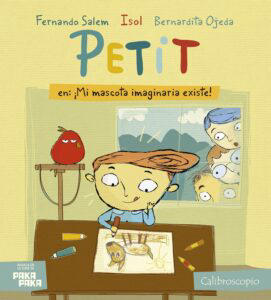 Fernando Salem Isol Bernardita Ojeda
PETIT
en: ¡Mi mascota imaginaria existe!
PAKA
PAKA
Calibroscopio